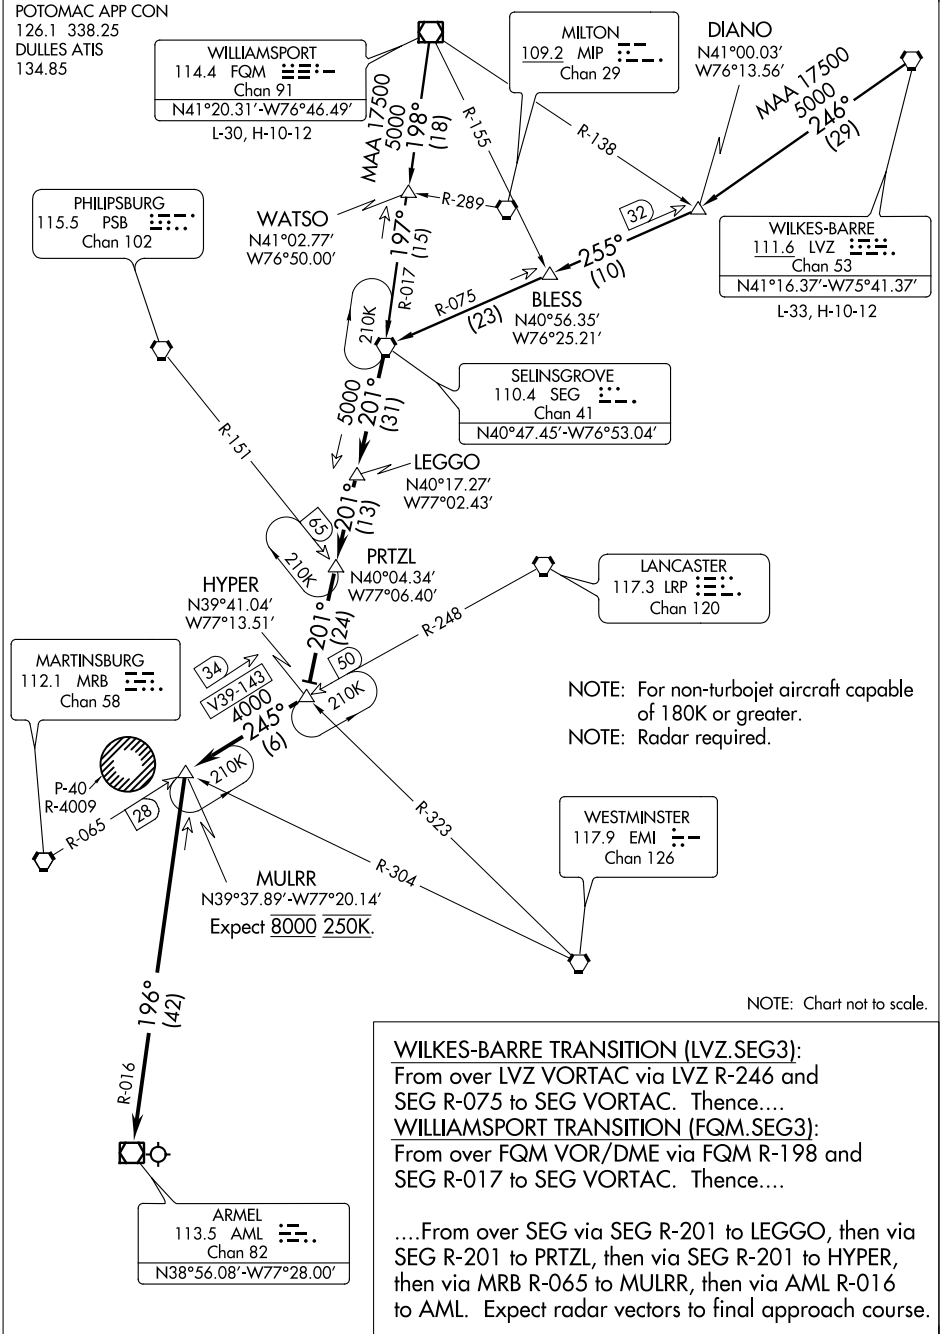 POTOMAC APP CON
126.1 338.25
DULLES ATIS
134.85
WILLIAMSPORT
114.4 FQM
Chan 91
N41°20.31′-W76°46.49′
L-30, H-10-12
MILTON
109.2 MIP
Chan 29
DIANO
N41°00.03′
W76°13.56′
MAA 17500
5000
246°
(29)
MAA 17500
5000
198°
(18)
R-155
R-138
R-289
32
PHILIPSBURG
115.5 PSB
Chan 102
WATSO
N41°02.77′
W76°50.00′
197°
(15)
R-017
255°
(10)
WILKES-BARRE
111.6 LVZ
Chan 53
N41°16.37′-W75°41.37′
L-33, H-10-12
BLESS
N40°56.35′
W76°25.21′
R-075
(23)
210K
SELINSGROVE
110.4 SEG
Chan 41
N40°47.45′-W76°53.04′
5000
201°
(31)
R-151
LEGGO
N40°17.27′
W77°02.43′
201°
(13)
65
210K
PRTZL
N40°04.34′
W77°06.40′
LANCASTER
117.3 LRP
Chan 120
HYPER
N39°41.04′
W77°13.51′
201°
(24)
R-248
50
MARTINSBURG
112.1 MRB
Chan 58
34
V39-143
4000
245°
(6)
210K
NOTE: For non-turbojet aircraft capable
of 180K or greater.
NOTE: Radar required.
P-40
R-4009
210K
R-065
28
R-323
R-304
WESTMINSTER
117.9 EMI
Chan 126
MULRR
N39°37.89′-W77°20.14′
Expect 8000 250K.
196°
(42)
R-016
NOTE: Chart not to scale.
ARMEL
113.5 AML
Chan 82
N38°56.08′-W77°28.00′
WILKES-BARRE TRANSITION (LVZ.SEG3):
From over LVZ VORTAC via LVZ R-246 and
SEG R-075 to SEG VORTAC. Thence....
WILLIAMSPORT TRANSITION (FQM.SEG3):
From over FQM VOR/DME via FQM R-198 and
SEG R-017 to SEG VORTAC. Thence....
....From over SEG via SEG R-201 to LEGGO, then via
SEG R-201 to PRTZL, then via SEG R-201 to HYPER,
then via MRB R-065 to MULRR, then via AML R-016
to AML. Expect radar vectors to final approach course.